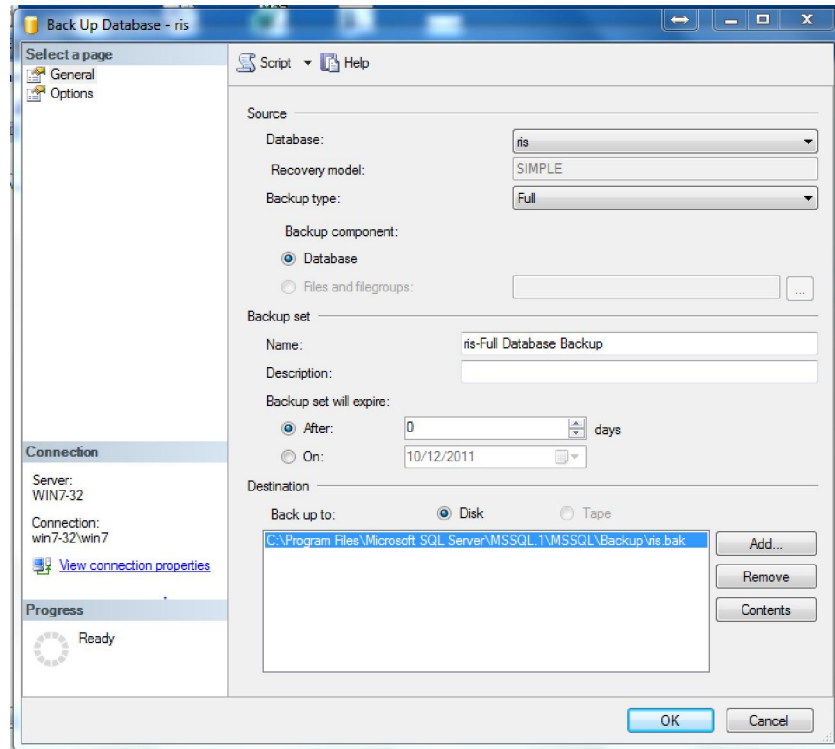 Back Up Database - ris
Select a page
General
Options
Script Help
Source
Database: ris
Recovery model: SIMPLE
Backup type: Full
Backup component:
Database
Files and filegroups: ...
Backup set
Name: ris-Full Database Backup
Description:
Backup set will expire:
After: 0 days
On: 10/12/2011
Destination
Back up to: Disk Tape
C:\Program Files\Microsoft SQL Server\MSSQL.1\MSSQL\Backup\ris.bak
Add...
Remove
Contents
Connection
Server:
WIN7-32
Connection:
win7-32\win7
View connection properties
Progress
Ready
OK Cancel